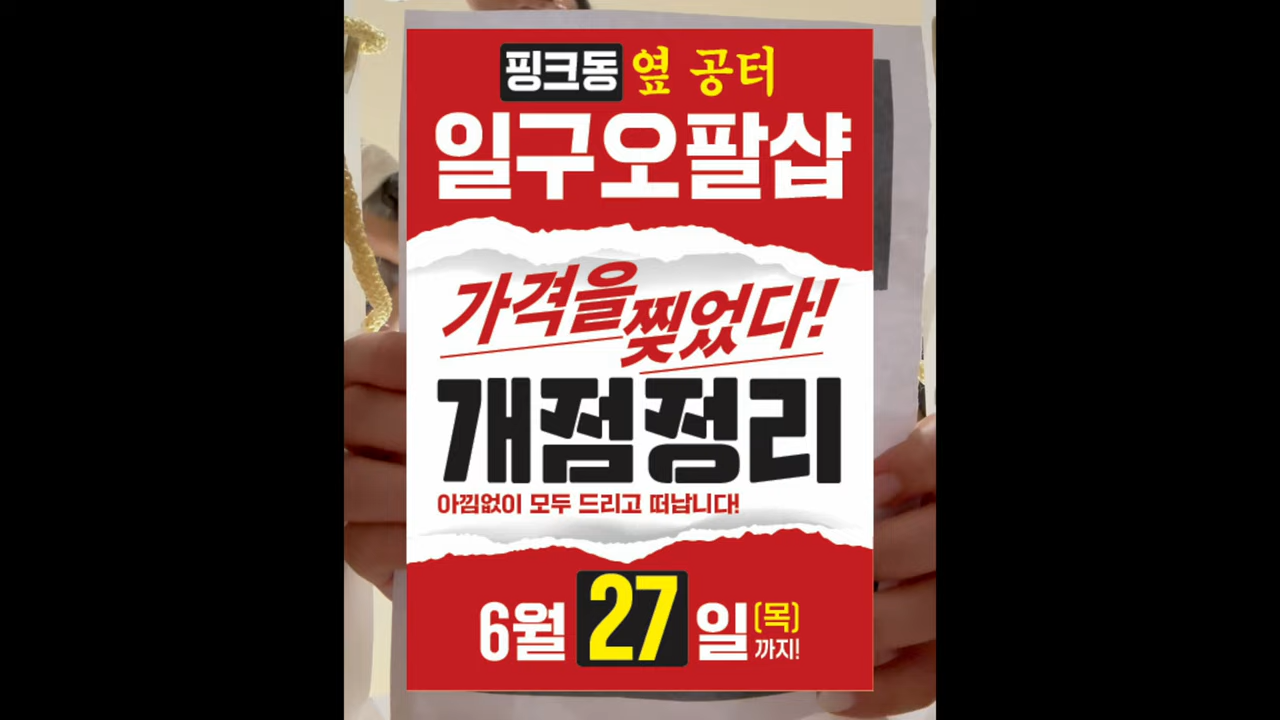 핑크동 옆 공터
일구오팔샵
가격을 찢었다!
개점정리
아낌없이 모두 드리고 떠납니다!
6월 27일(목)까지!